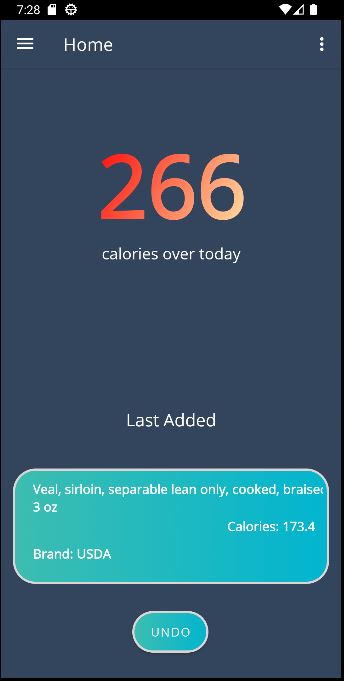 7:28
Home
266
calories over today
Last Added
Veal, sirloin, separable lean only, cooked, braised
3 oz
Calories: 173.4
Brand: USDA
UNDO